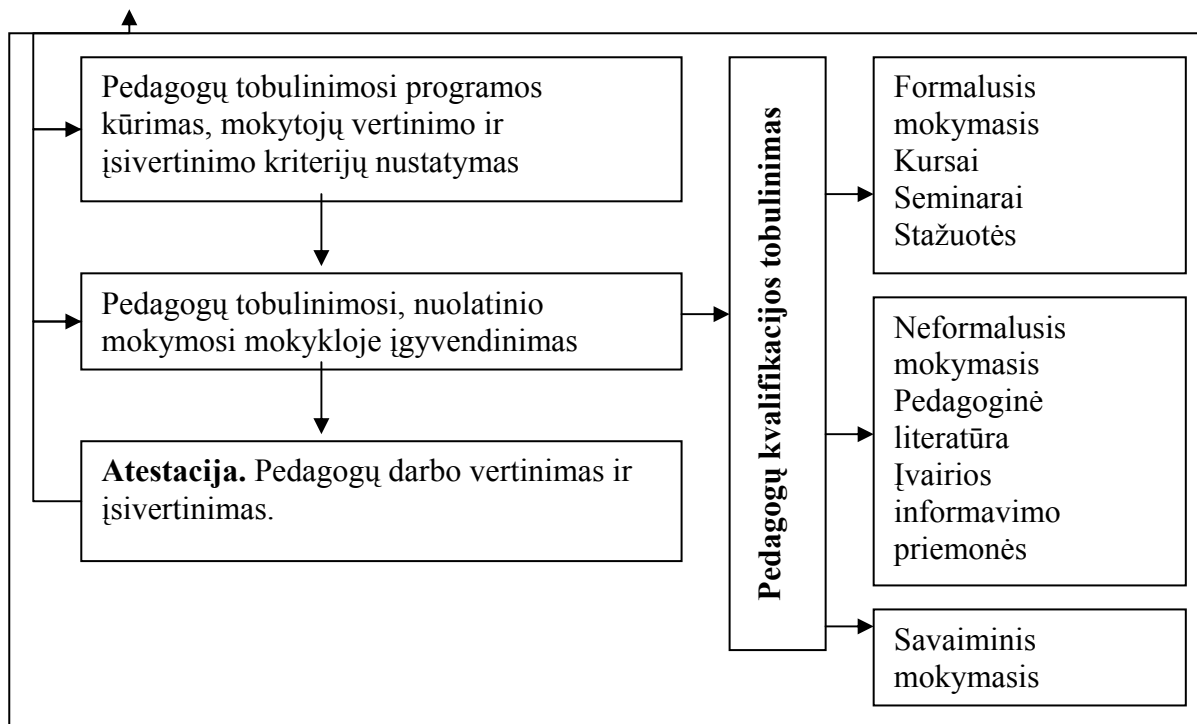 Pedagogų tobulinimosi programos
kūrimas, mokytojų vertinimo ir
įsivertinimo kriterijų nustatymas
Pedagogų tobulinimosi, nuolatinio
mokymosi mokykloje įgyvendinimas
Atestacija. Pedagogų darbo vertinimas ir
įsivertinimas.
Pedagogų kvalifikacijos tobulinimas
Formalusis
mokymasis
Kursai
Seminarai
Stažuotės
Neformalusis
mokymasis
Pedagoginė
literatūra
Įvairios
informavimo
priemonės
Savaiminis
mokymasis